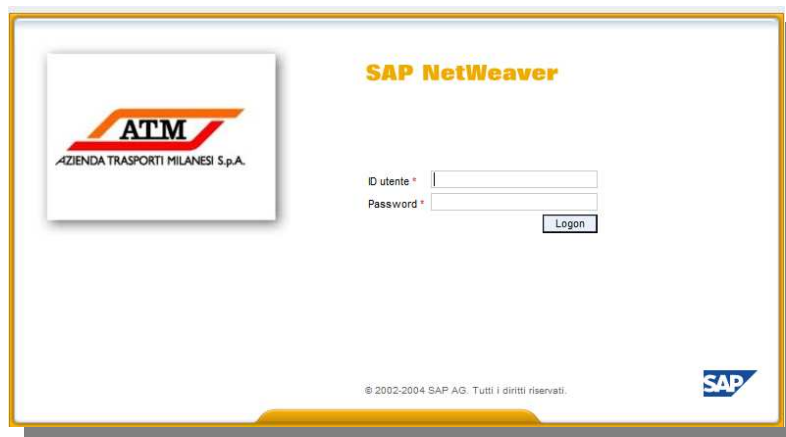 SAP NetWeaver
ATM
AZIENDA TRASPORTI MILANESI S.p.A.
ID utente *
Password *
Logon
© 2002-2004 SAP AG. Tutti i diritti riservati.
SAP